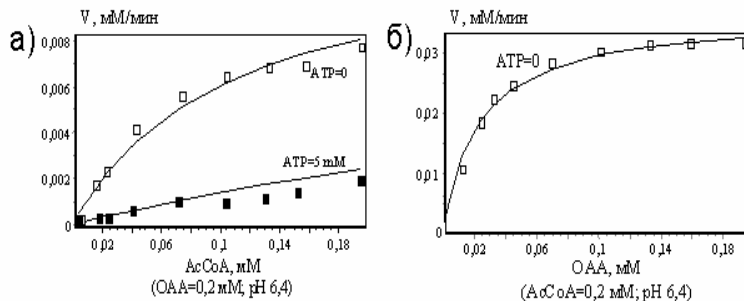 а)
V, мМ/мин
0,008
0,006
0,004
0,002
0
ATP=0
ATP=5 mM
0,02
0,06
0,1
0,14
0,18
AcCoA, мМ
(OAA=0,2 мМ; pH 6,4)
б)
V, мМ/мин
0,03
0,02
0,01
0
ATP=0
0,02
0,06
0,1
0,14
0,18
OAA, мМ
(AcCoA=0,2 мМ; pH 6,4)